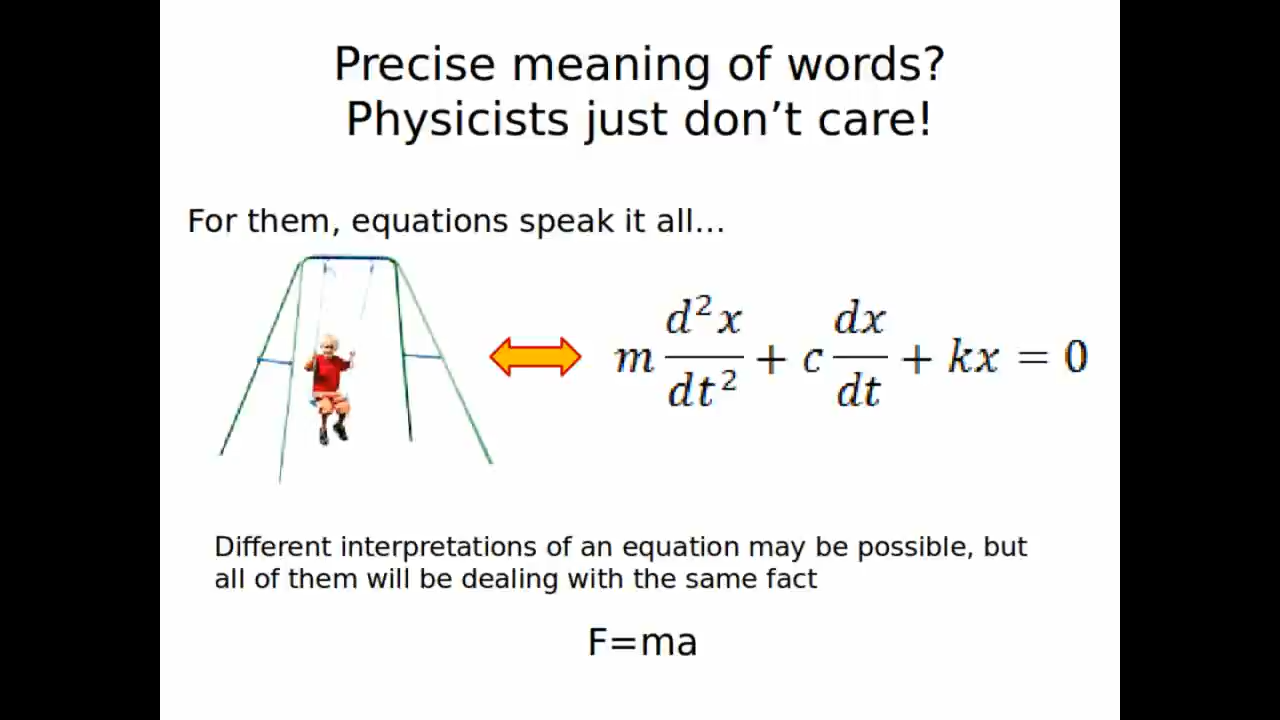 Precise meaning of words?
Physicists just don’t care!
For them, equations speak it all...
m d²x/dt² + c dx/dt + kx = 0
Different interpretations of an equation may be possible, but
all of them will be dealing with the same fact
F=ma